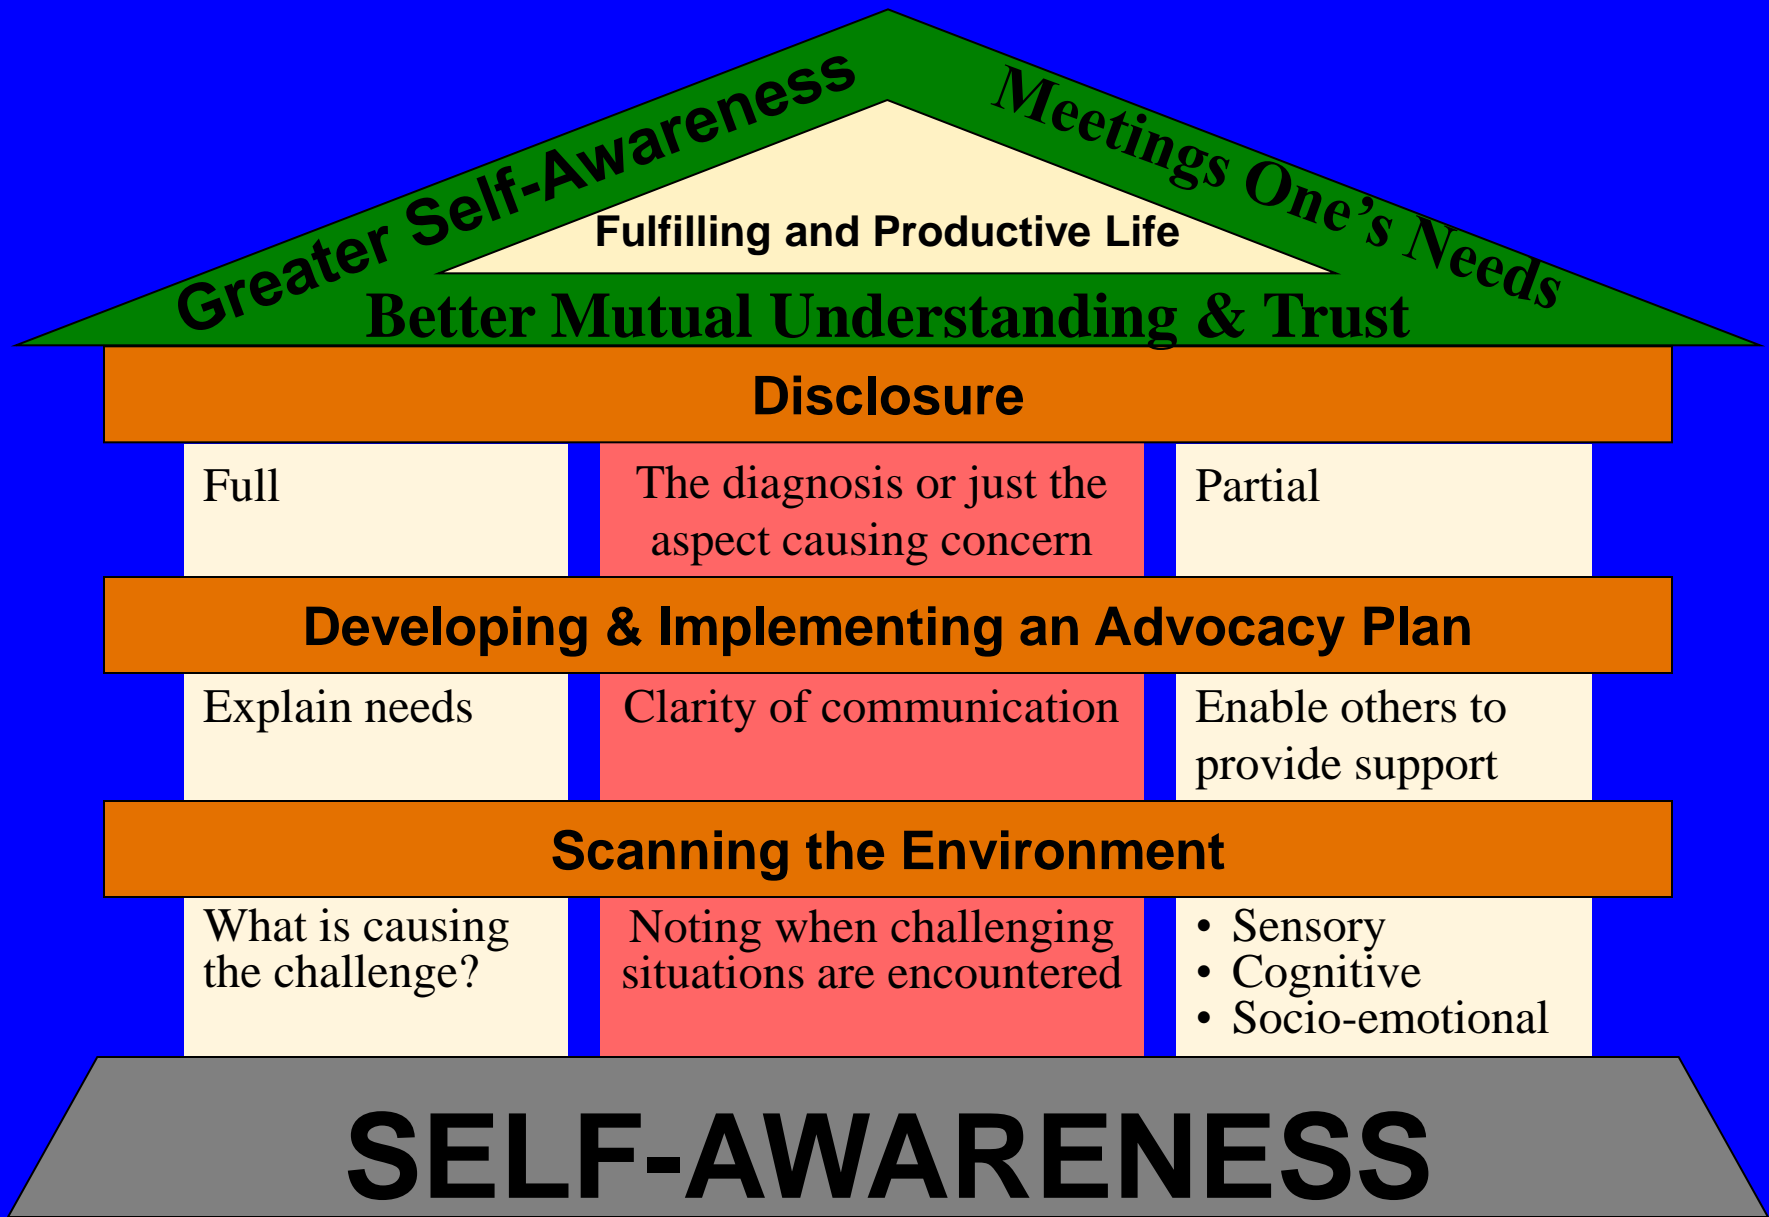 Greater Self-Awareness
Meetings One’s Needs
Fulfilling and Productive Life
Better Mutual Understanding & Trust
Disclosure
Full
The diagnosis or just the
aspect causing concern
Partial
Developing & Implementing an Advocacy Plan
Explain needs
Clarity of communication
Enable others to
provide support
Scanning the Environment
What is causing
the challenge?
Noting when challenging
situations are encountered
• Sensory
• Cognitive
• Socio-emotional
SELF-AWARENESS